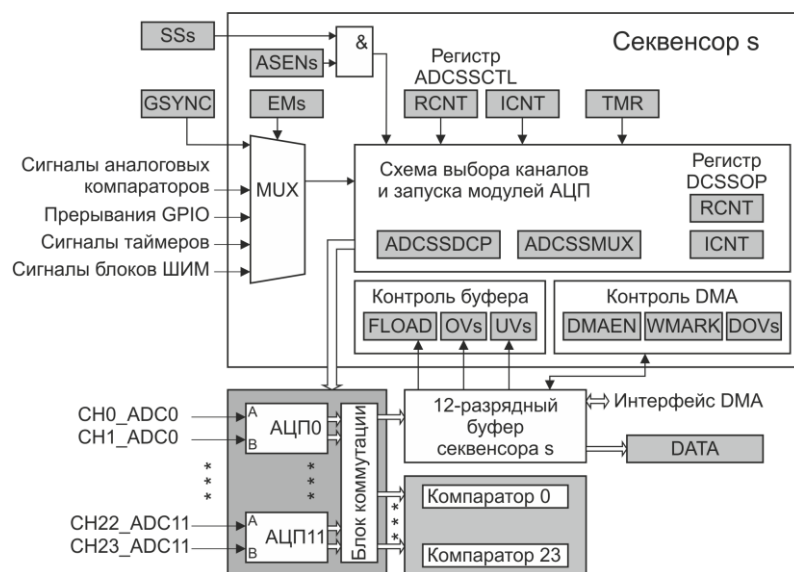 SSs
&
Секвенсор s
ASENs
Регистр
ADCSSCTL
GSYNC
EMs
RCNT
ICNT
TMR
Сигналы аналоговых
компараторов
Прерывания GPIO
Сигналы таймеров
Сигналы блоков ШИМ
MUX
Схема выбора каналов
и запуска модулей АЦП
Регистр
DCSSOP
RCNT
ADCSSDCP
ADCSSMUX
ICNT
Контроль буфера
FLOAD
OVs
UVs
Контроль DMA
DMAEN
WMARK
DOVs
CH0_ADC0
CH1_ADC0
A
B
АЦП0
***
***
CH22_ADC11
CH23_ADC11
A
B
АЦП11
Блок коммутации
12-разрядный
буфер
секвенсора s
Интерфейс DMA
DATA
Компаратор 0
***
Компаратор 23